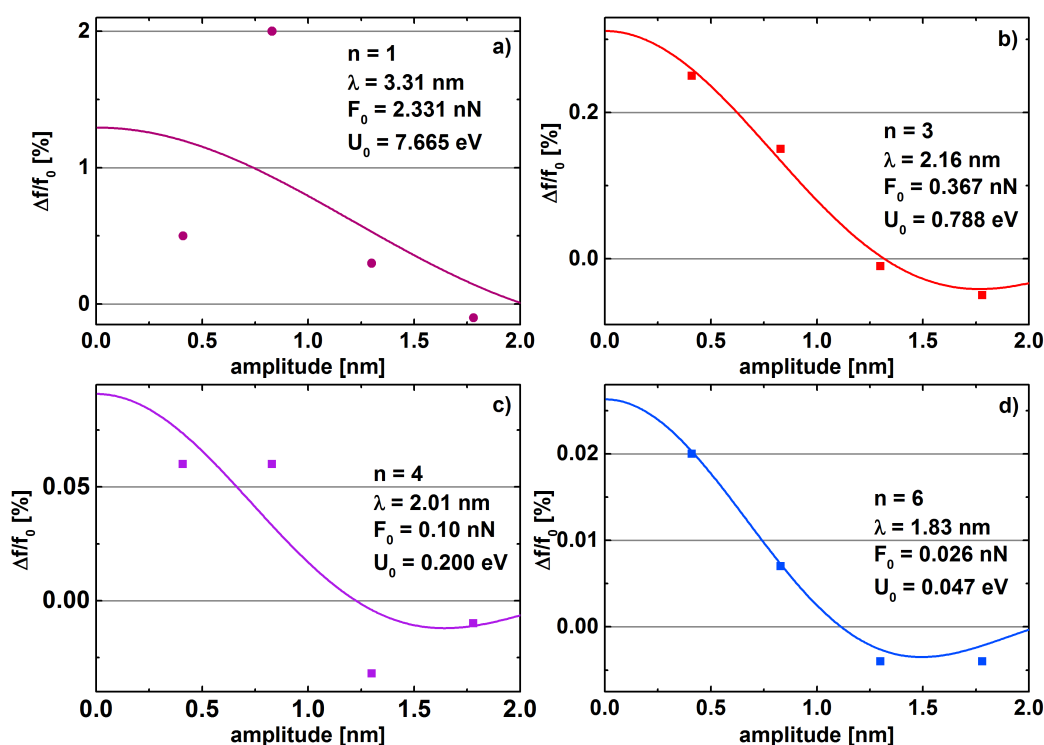 a)
n = 1
λ = 3.31 nm
F0 = 2.331 nN
U0 = 7.665 eV
Δf/f0 [%]
2
1
0
0.0 0.5 1.0 1.5 2.0
amplitude [nm]
b)
n = 3
λ = 2.16 nm
F0 = 0.367 nN
U0 = 0.788 eV
Δf/f0 [%]
0.2
0.0
0.0 0.5 1.0 1.5 2.0
amplitude [nm]
c)
n = 4
λ = 2.01 nm
F0 = 0.10 nN
U0 = 0.200 eV
Δf/f0 [%]
0.05
0.00
0.0 0.5 1.0 1.5 2.0
amplitude [nm]
d)
n = 6
λ = 1.83 nm
F0 = 0.026 nN
U0 = 0.047 eV
Δf/f0 [%]
0.02
0.01
0.00
0.0 0.5 1.0 1.5 2.0
amplitude [nm]